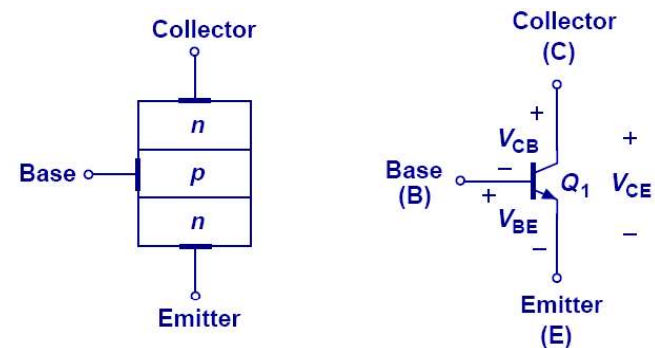 Collector
n
Base
p
n
Emitter
Collector
(C)
+
V_CB
−
+
Base
(B)
Q_1
V_CE
+
V_BE
−
−
Emitter
(E)